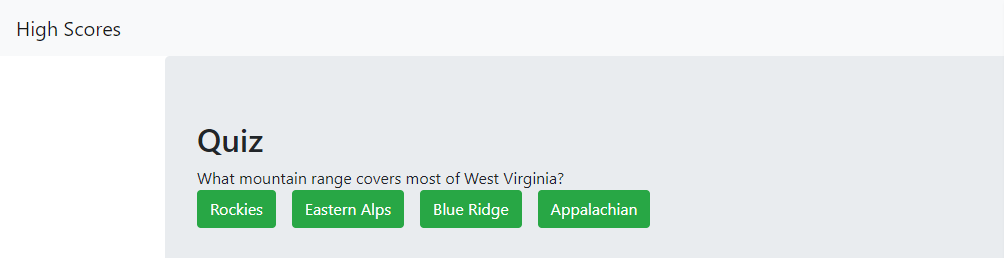 High Scores
Quiz
What mountain range covers most of West Virginia?
Rockies Eastern Alps Blue Ridge Appalachian